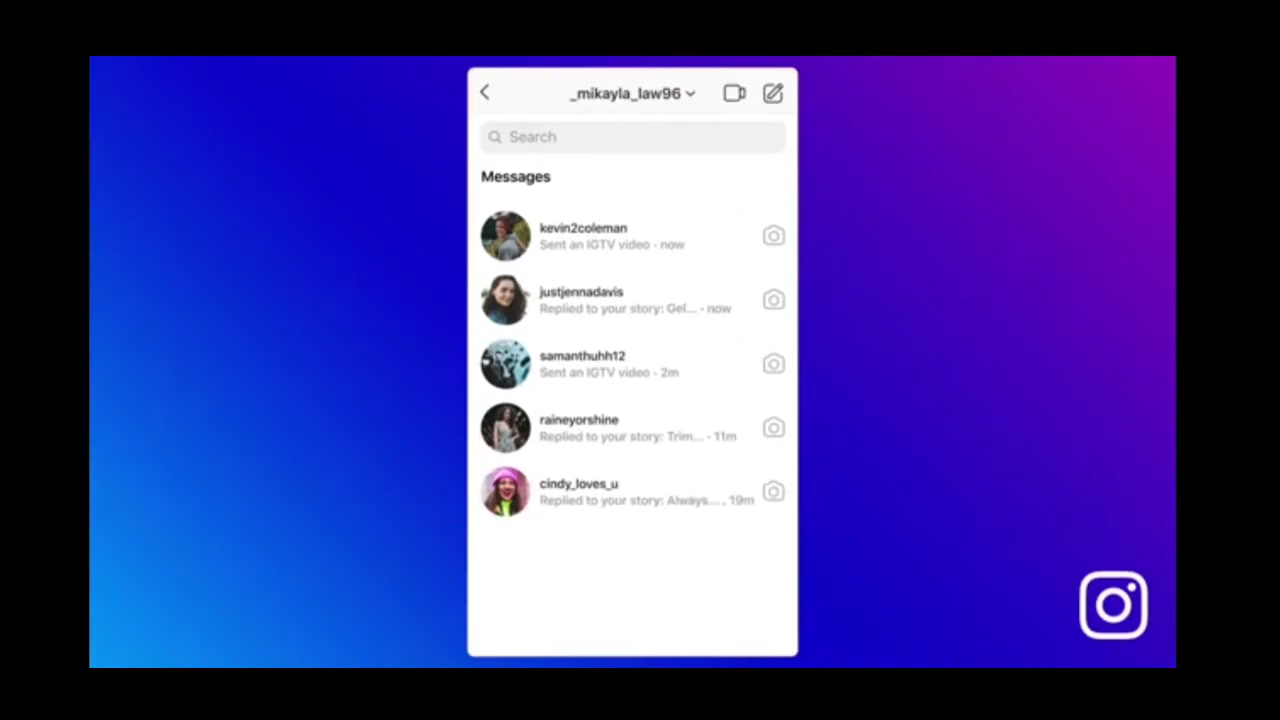 _mikayla_law96
Search
Messages
kevin2coleman
Sent an IGTV video · now
justjennadavis
Replied to your story: Gel... · now
samanthuhh12
Sent an IGTV video · 2m
raineyorshine
Replied to your story: Trim... · 11m
cindy_loves_u
Replied to your story: Always... . 19m